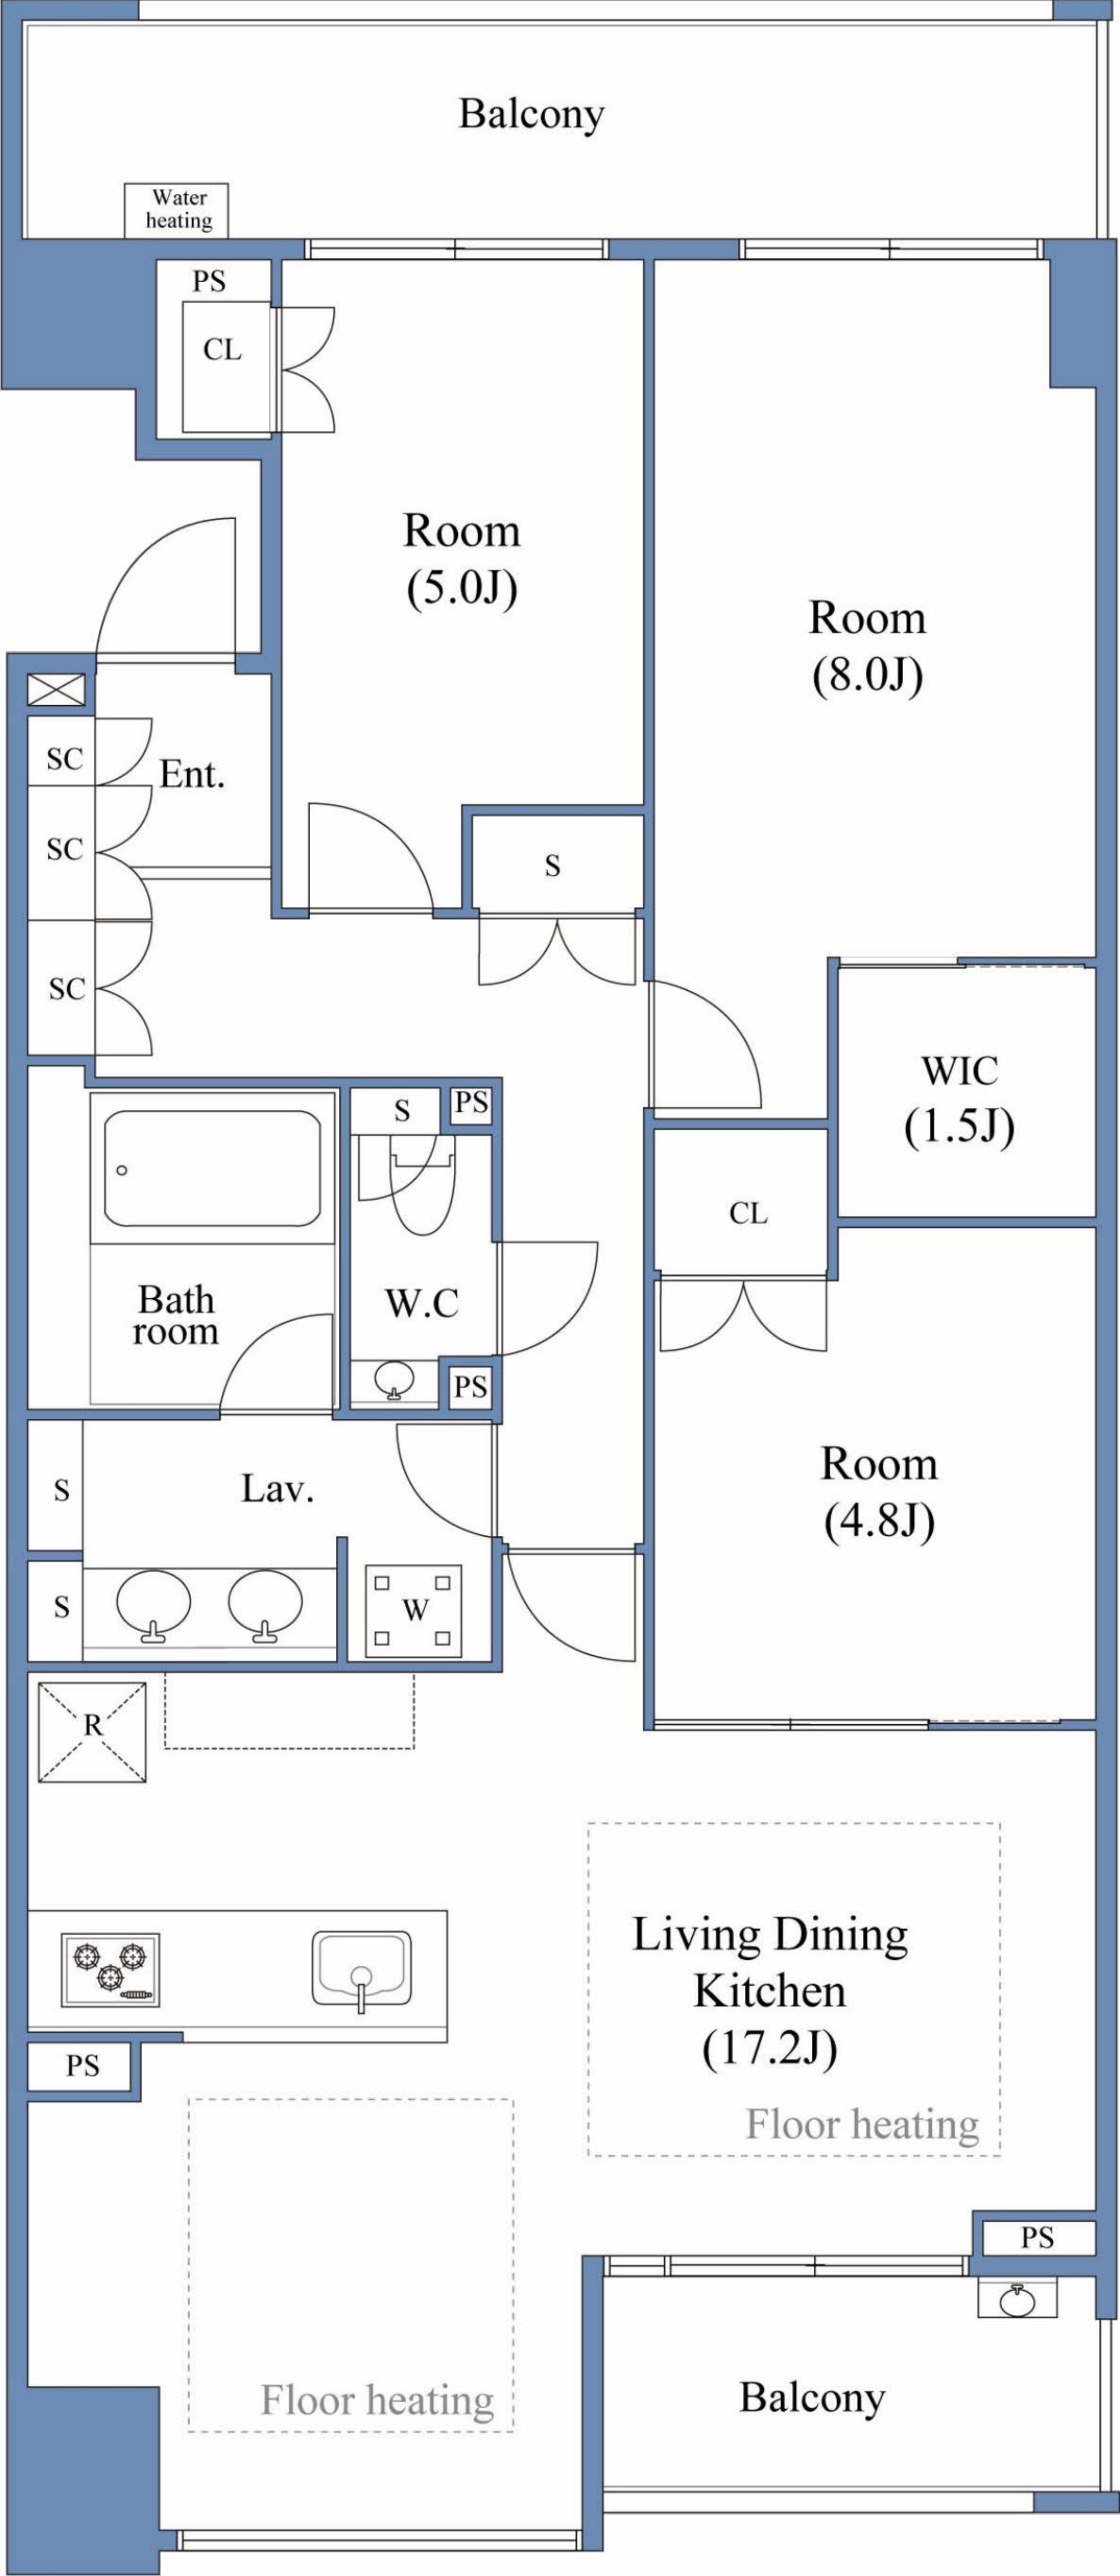 Balcony
Water
heating
PS
CL
Room
(5.0J)
Room
(8.0J)
SC
Ent.
SC
S
SC
WIC
(1.5J)
S
PS
CL
Bath
room
W.C
PS
Room
(4.8J)
S
Lav.
S
W
R
Living Dining
Kitchen
(17.2J)
PS
Floor heating
PS
Floor heating
Balcony